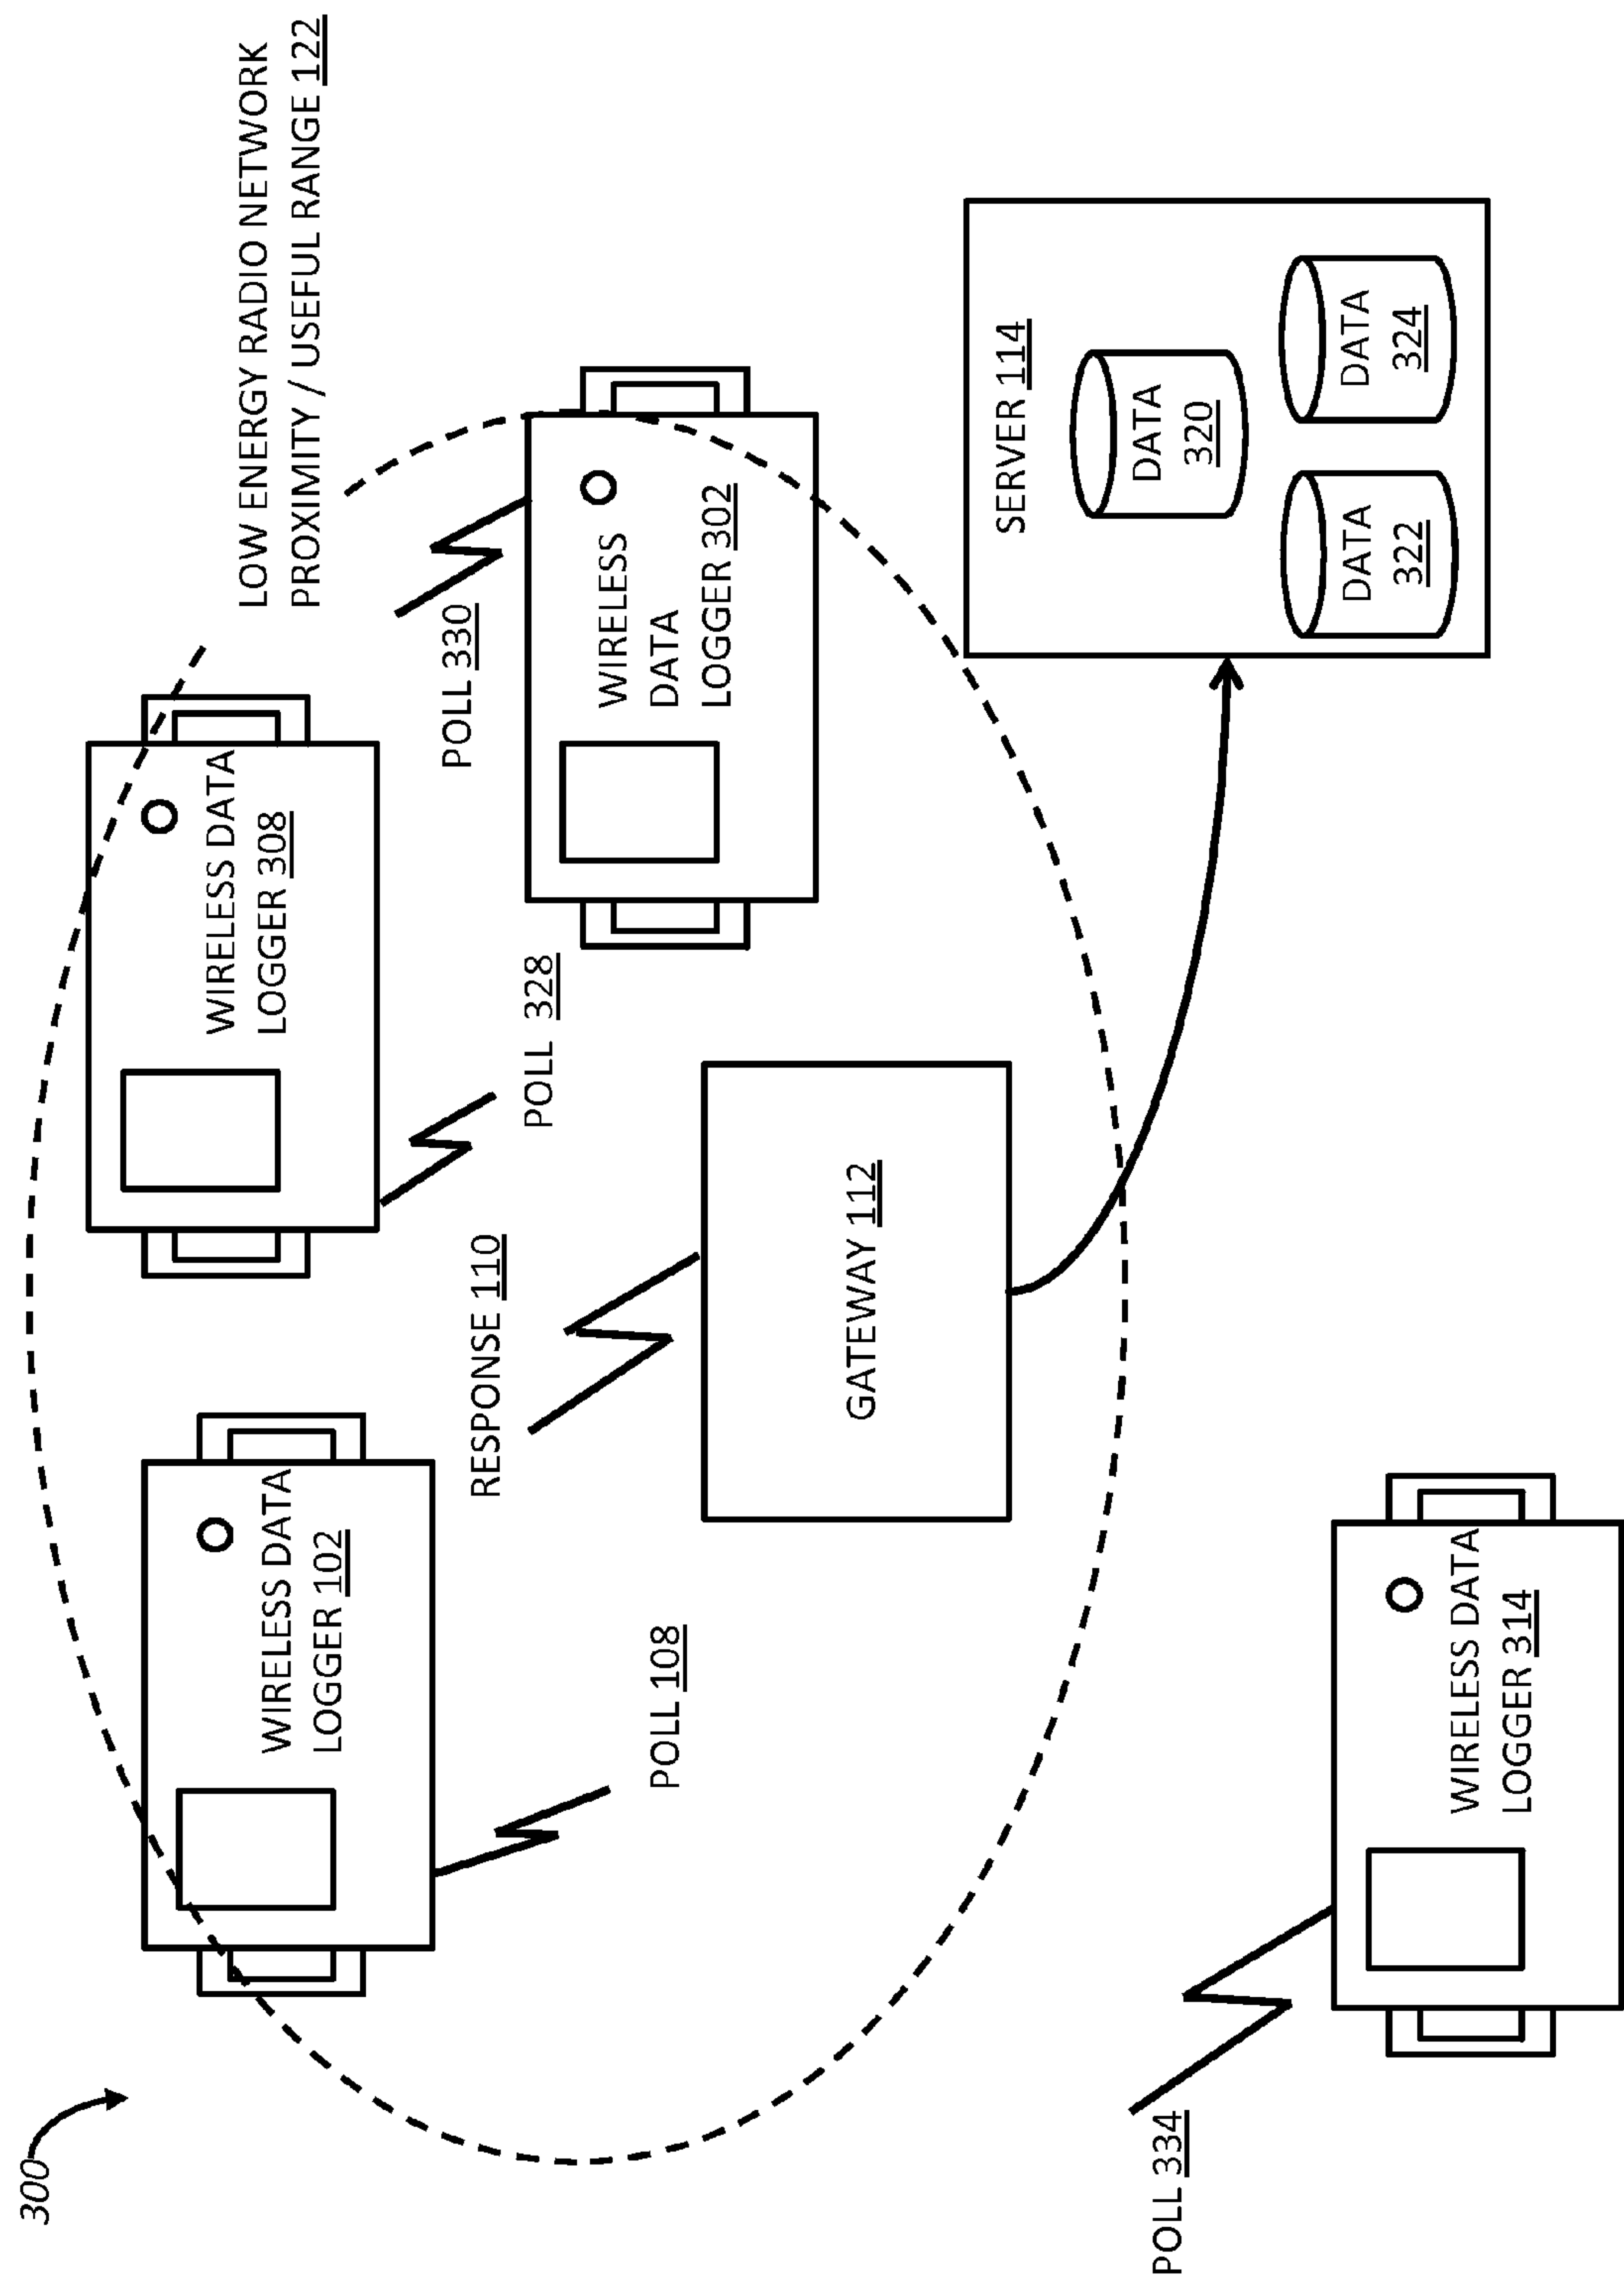 300
LOW ENERGY RADIO NETWORK
PROXIMITY / USEFUL RANGE 122
WIRELESS DATA
LOGGER 102
WIRELESS DATA
LOGGER 308
POLL 108
RESPONSE 110
POLL 328
POLL 330
WIRELESS
DATA
LOGGER 302
GATEWAY 112
SERVER 114
DATA
320
DATA
322
DATA
324
POLL 334
WIRELESS DATA
LOGGER 314